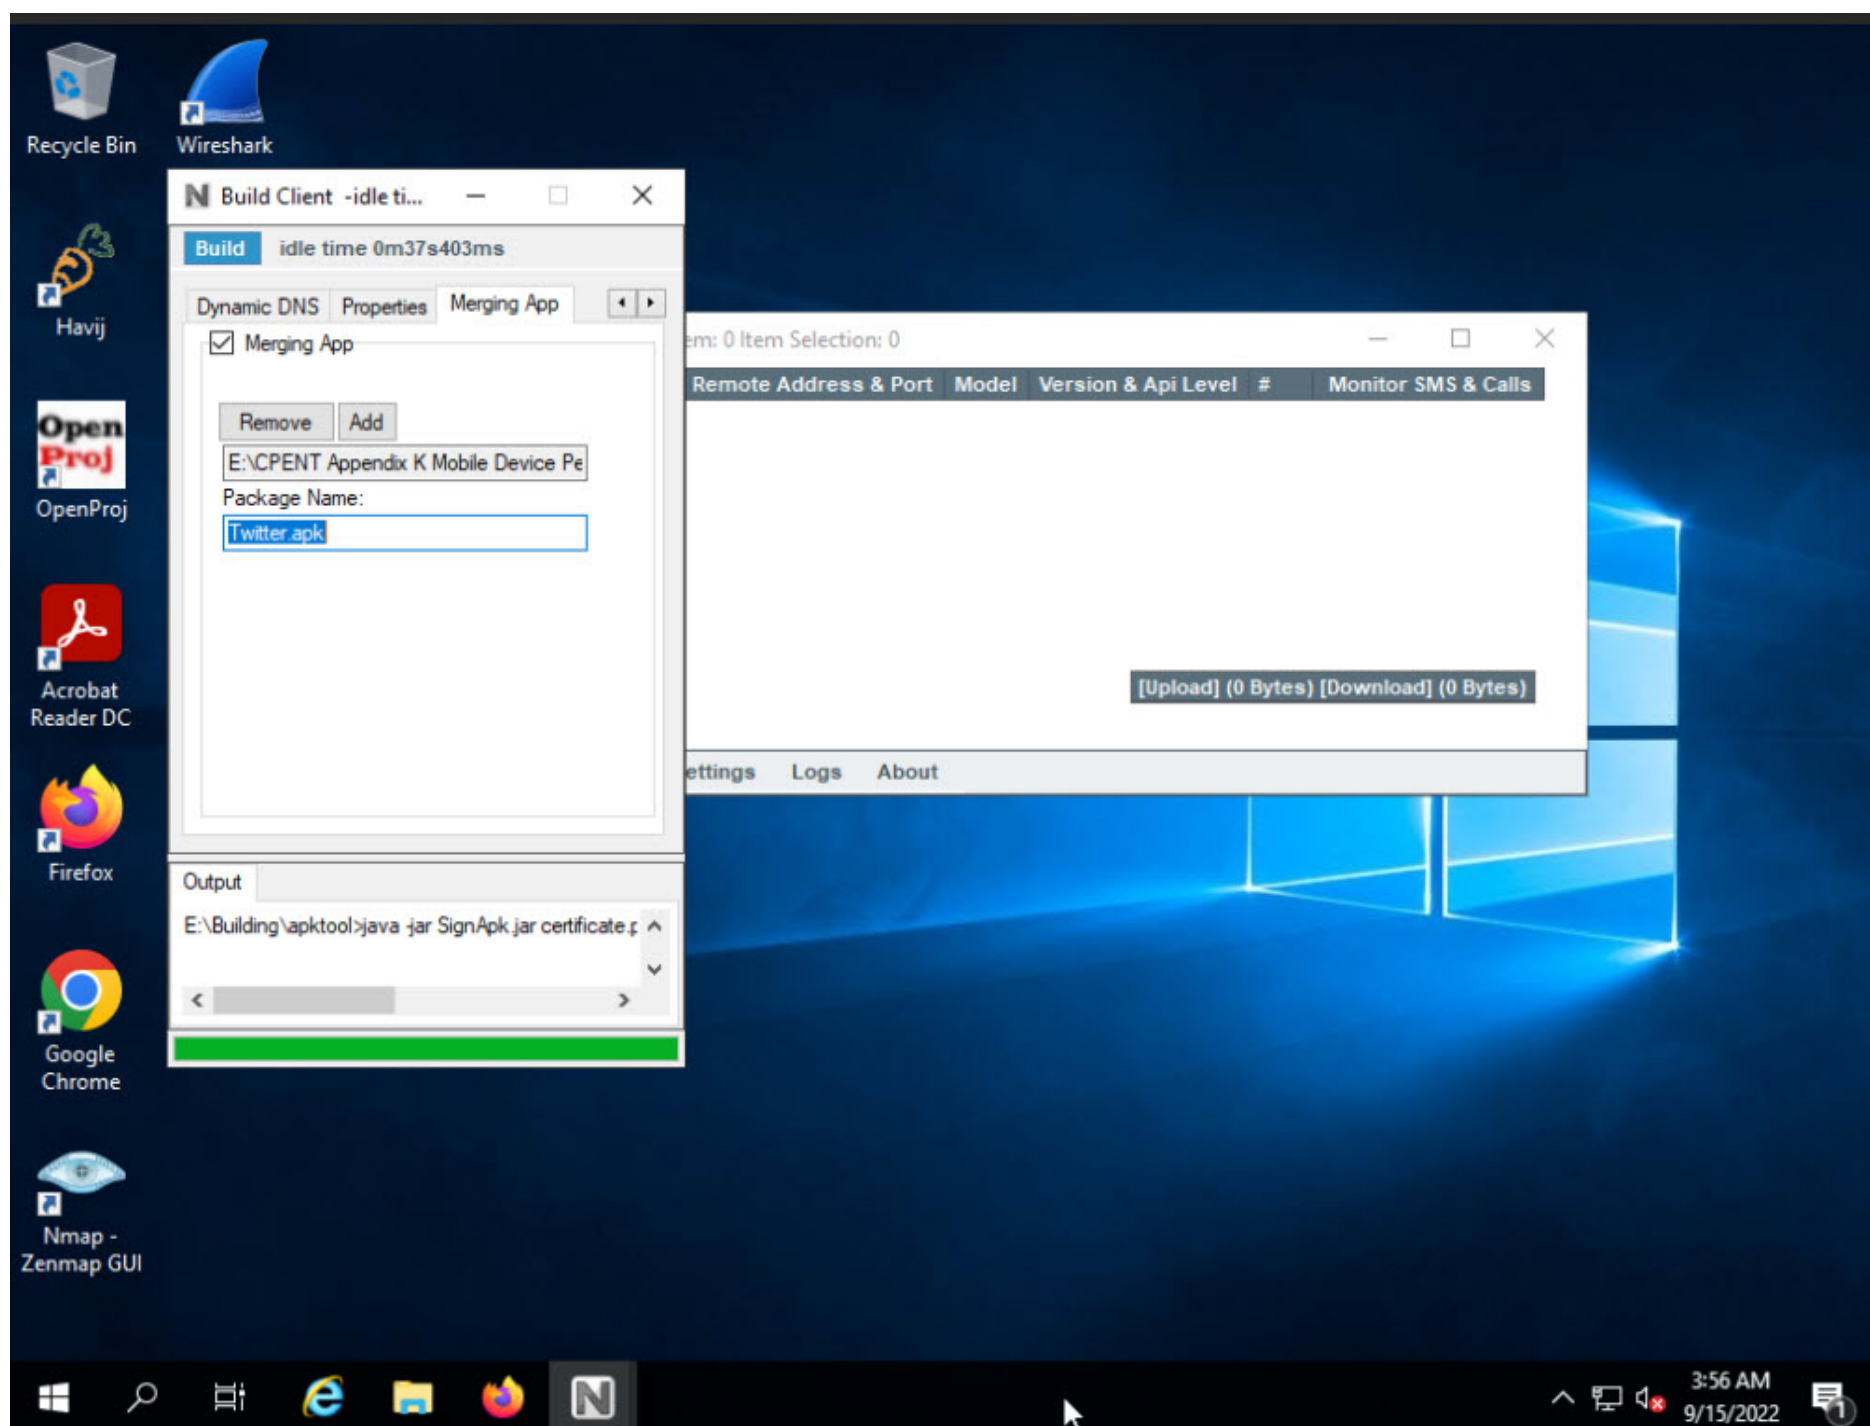 Recycle Bin
Wireshark
Havij
Open
Proj
OpenProj
Acrobat
Reader DC
Firefox
Google
Chrome
Nmap -
Zenmap GUI
N Build Client -idle ti...
Build idle time 0m37s403ms
Dynamic DNS Properties Merging App
Merging App
Remove Add
E:\CPENT Appendix K Mobile Device Pe
Package Name:
Twitter.apk
Output
E:\Building\apktool>java -jar SignApk.jar certificate.p
em: 0 Item Selection: 0
Remote Address & Port Model Version & Api Level # Monitor SMS & Calls
[Upload] (0 Bytes) [Download] (0 Bytes)
ettings Logs About
N
3:56 AM
9/15/2022
1